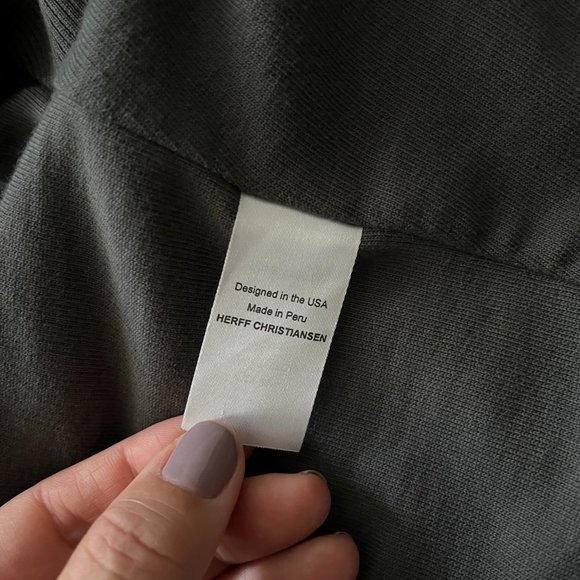 Designed in the USA
Made in Peru
HERFF CHRISTIANSEN